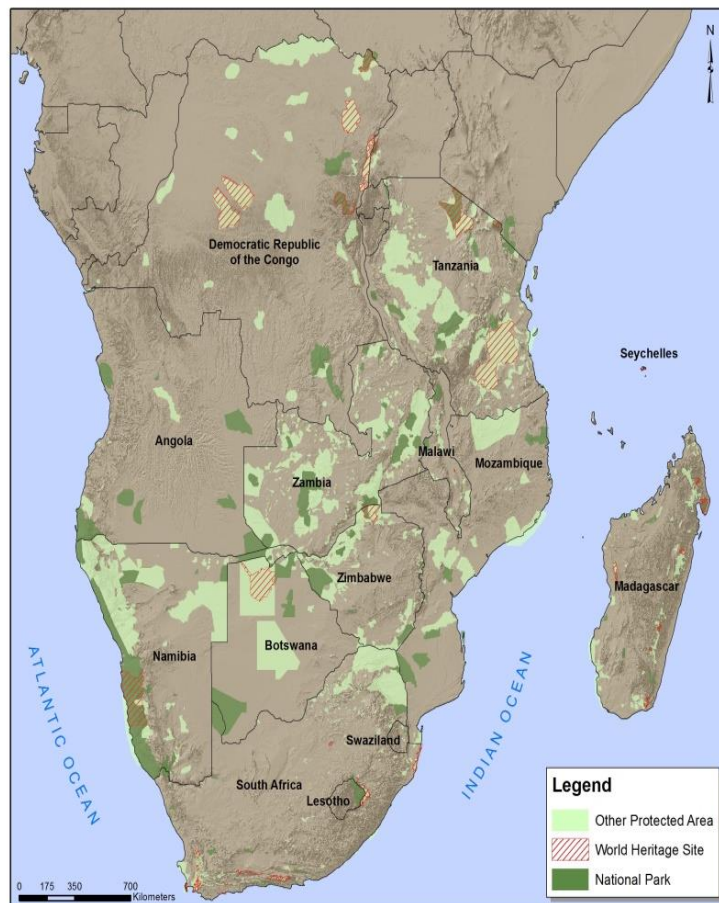 N
Democratic Republic
of the Congo
Tanzania
Seychelles
Angola
Malawi
Mozambique
Zambia
Zimbabwe
Madagascar
Namibia
Botswana
ATLANTIC OCEAN
INDIAN OCEAN
Swaziland
South Africa
Lesotho
Legend
Other Protected Area
World Heritage Site
National Park
0 175 350 700
Kilometers